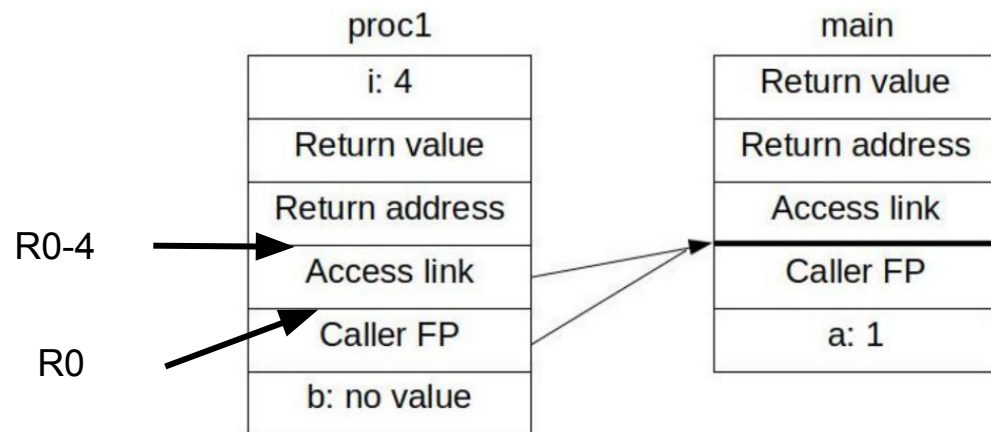 proc1
main
i: 4
Return value
Return value
Return address
Return address
Access link
R0-4
Access link
Caller FP
R0
Caller FP
a: 1
b: no value